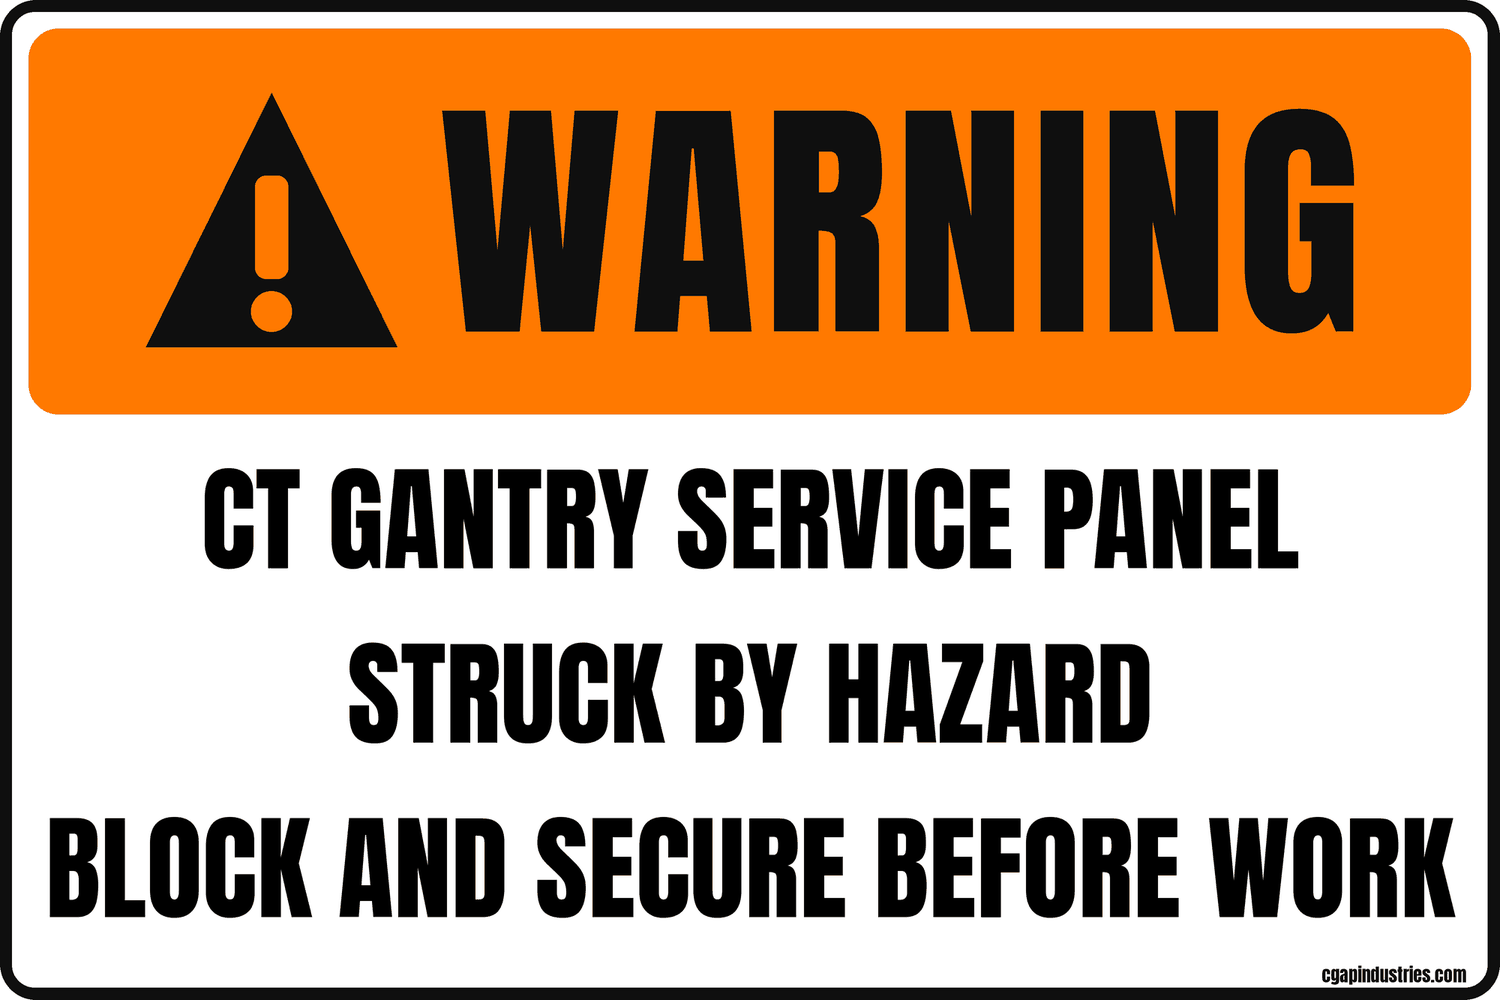 WARNING
CT GANTRY SERVICE PANEL
STRUCK BY HAZARD
BLOCK AND SECURE BEFORE WORK
cgapindustries.com